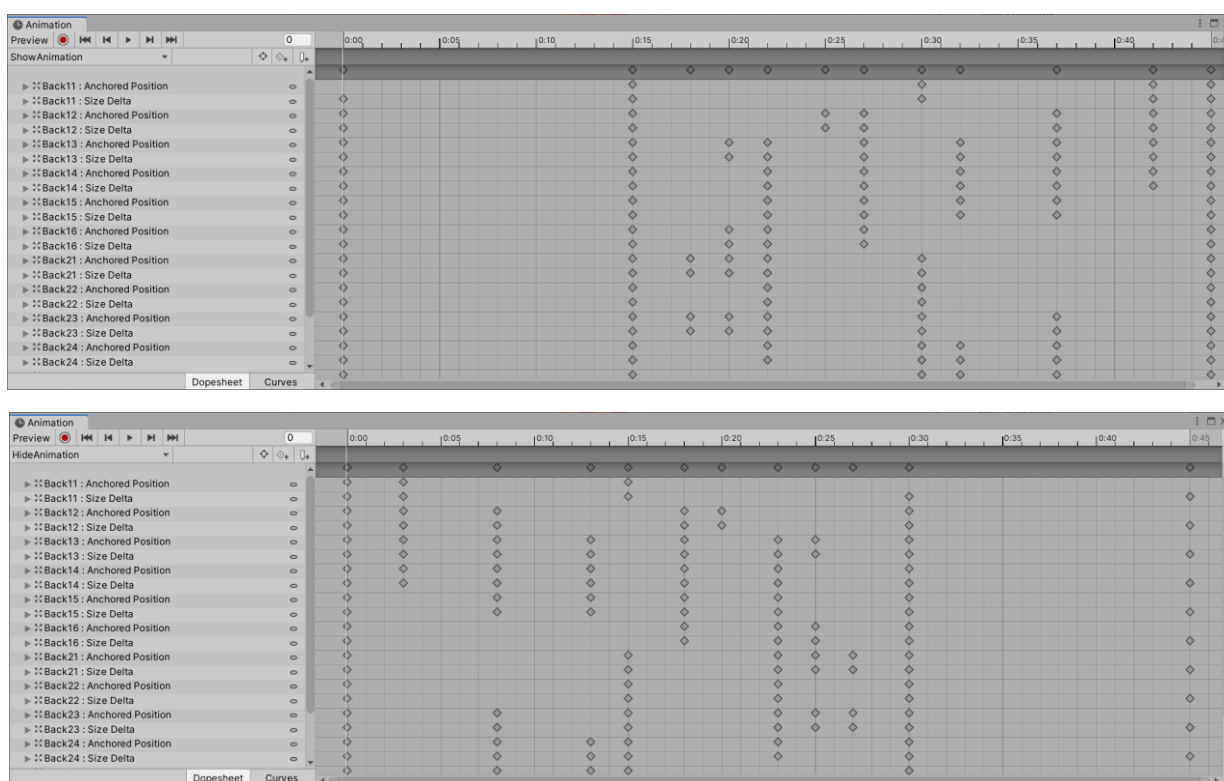 Animation
Preview 0 0:00 0:05 0:10 0:15 0:20 0:25 0:30 0:35 0:40
ShowAnimation
Back11 : Anchored Position
Back11 : Size Delta
Back12 : Anchored Position
Back12 : Size Delta
Back13 : Anchored Position
Back13 : Size Delta
Back14 : Anchored Position
Back14 : Size Delta
Back15 : Anchored Position
Back15 : Size Delta
Back16 : Anchored Position
Back16 : Size Delta
Back21 : Anchored Position
Back21 : Size Delta
Back22 : Anchored Position
Back22 : Size Delta
Back23 : Anchored Position
Back23 : Size Delta
Back24 : Anchored Position
Back24 : Size Delta
Dopesheet Curves
Animation
Preview 0 0:00 0:05 0:10 0:15 0:20 0:25 0:30 0:35 0:40 0:45
HideAnimation
Back11 : Anchored Position
Back11 : Size Delta
Back12 : Anchored Position
Back12 : Size Delta
Back13 : Anchored Position
Back13 : Size Delta
Back14 : Anchored Position
Back14 : Size Delta
Back15 : Anchored Position
Back15 : Size Delta
Back16 : Anchored Position
Back16 : Size Delta
Back21 : Anchored Position
Back21 : Size Delta
Back22 : Anchored Position
Back22 : Size Delta
Back23 : Anchored Position
Back23 : Size Delta
Back24 : Anchored Position
Back24 : Size Delta
Dopesheet Curves